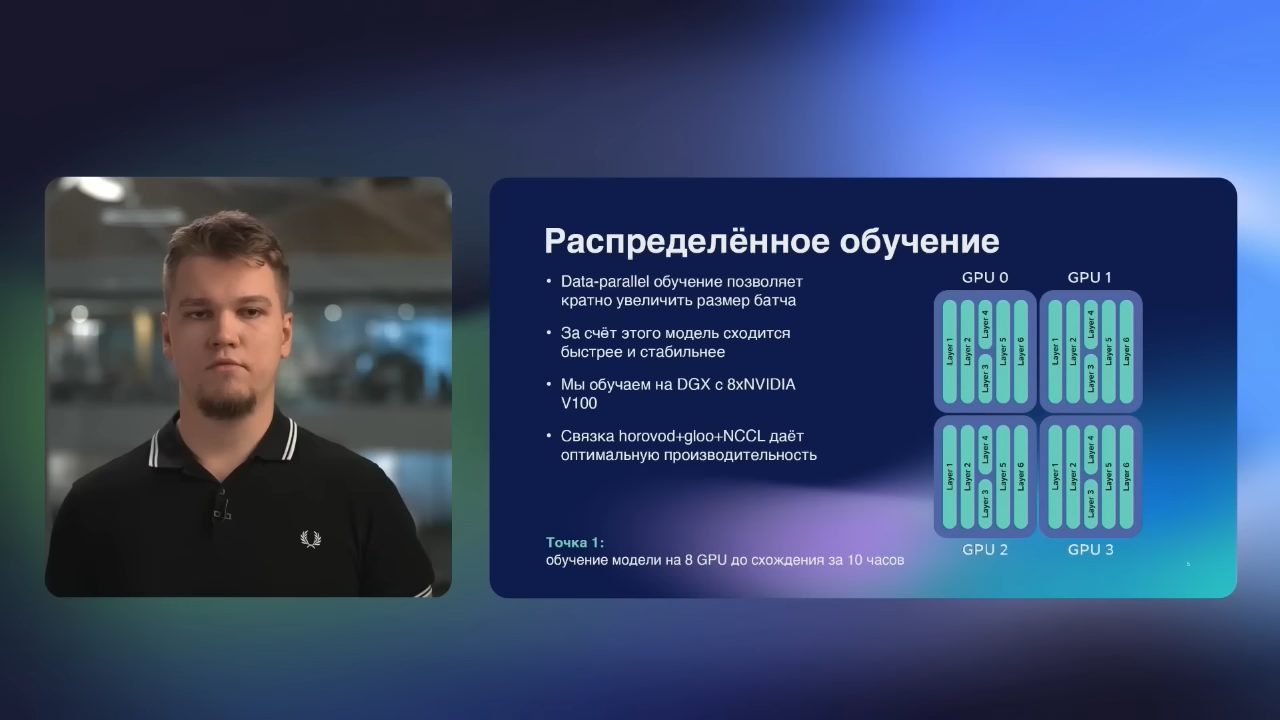 Распределённое обучение
• Data-parallel обучение позволяет
кратно увеличить размер батча
• За счёт этого модель сходится
быстрее и стабильнее
• Мы обучаем на DGX с 8xNVIDIA
V100
• Связка horovod+gloo+NCCL даёт
оптимальную производительность
Точка 1:
обучение модели на 8 GPU до схождения за 10 часов
GPU 0
Layer 1
Layer 2
Layer 4
Layer 3
Layer 5
Layer 6
GPU 1
Layer 1
Layer 2
Layer 4
Layer 3
Layer 5
Layer 6
Layer 1
Layer 2
Layer 4
Layer 3
Layer 5
Layer 6
GPU 2
Layer 1
Layer 2
Layer 4
Layer 3
Layer 5
Layer 6
GPU 3